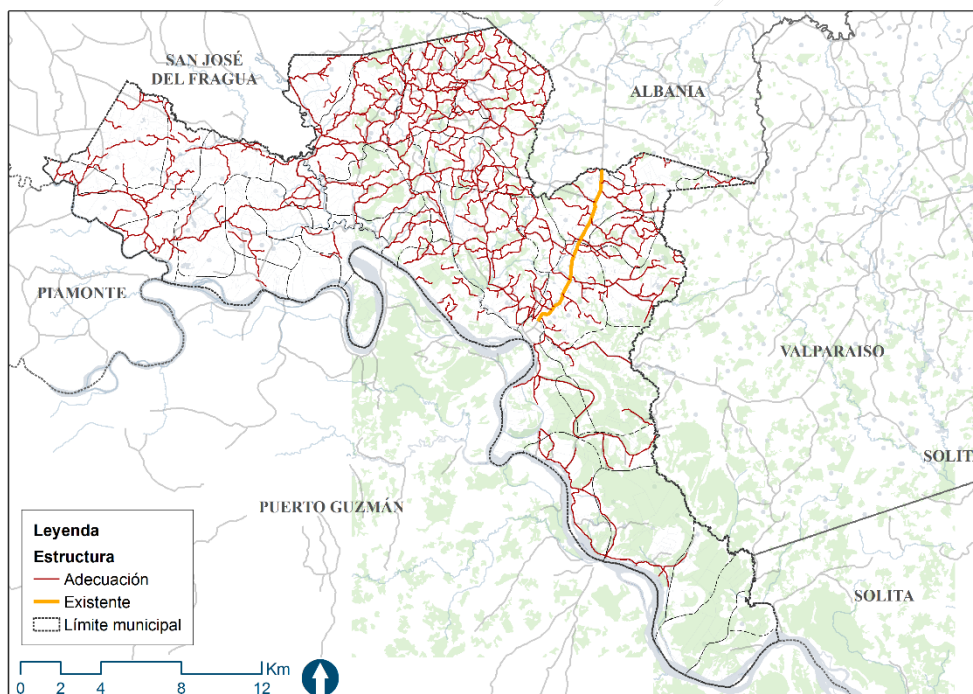 SAN JOSÉ
DEL FRAGUA
ALBANIA
PIAMONTE
VALPARAISO
SOLIT
PUERTO GUZMÁN
SOLITA
Leyenda
Estructura
Adecuación
Existente
Límite municipal
Km
0 2 4 8 12